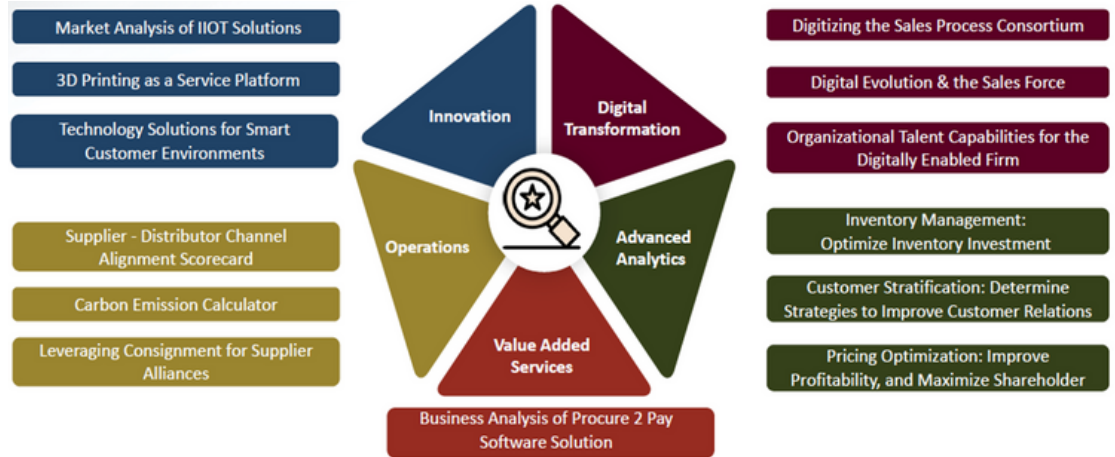 Market Analysis of IIOT Solutions
3D Printing as a Service Platform
Technology Solutions for Smart
Customer Environments
Supplier - Distributor Channel
Alignment Scorecard
Carbon Emission Calculator
Leveraging Consignment for Supplier
Alliances
Innovation
Digital
Transformation
Operations
Advanced
Analytics
Value Added
Services
Business Analysis of Procure 2 Pay
Software Solution
Digitizing the Sales Process Consortium
Digital Evolution & the Sales Force
Organizational Talent Capabilities for the
Digitally Enabled Firm
Inventory Management:
Optimize Inventory Investment
Customer Stratification: Determine
Strategies to Improve Customer Relations
Pricing Optimization: Improve
Profitability, and Maximize Shareholder